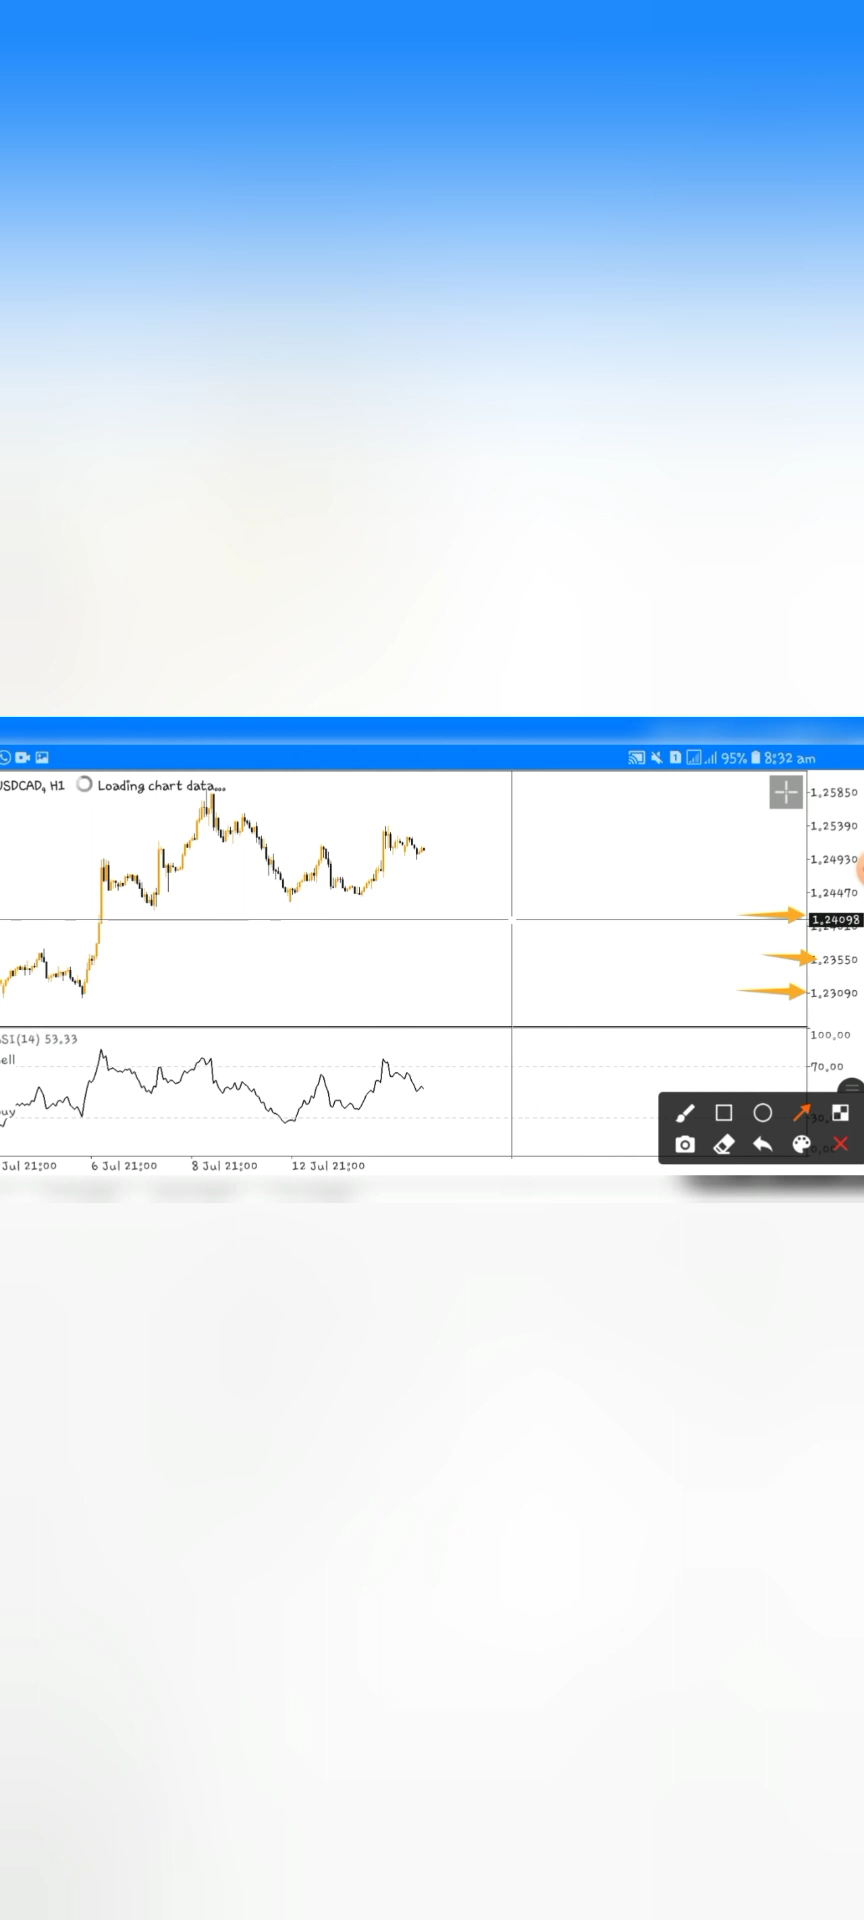 95% 8:32 am
SDCAD, H1 Loading chart data...
1,25850
1,25390
1,24930
1,24470
1,24098
1,23550
1,23090
SI(14) 53,33
100,00
ell
70,00
uy
Jul 21:00 6 Jul 21:00 8 Jul 21:00 12 Jul 21:00